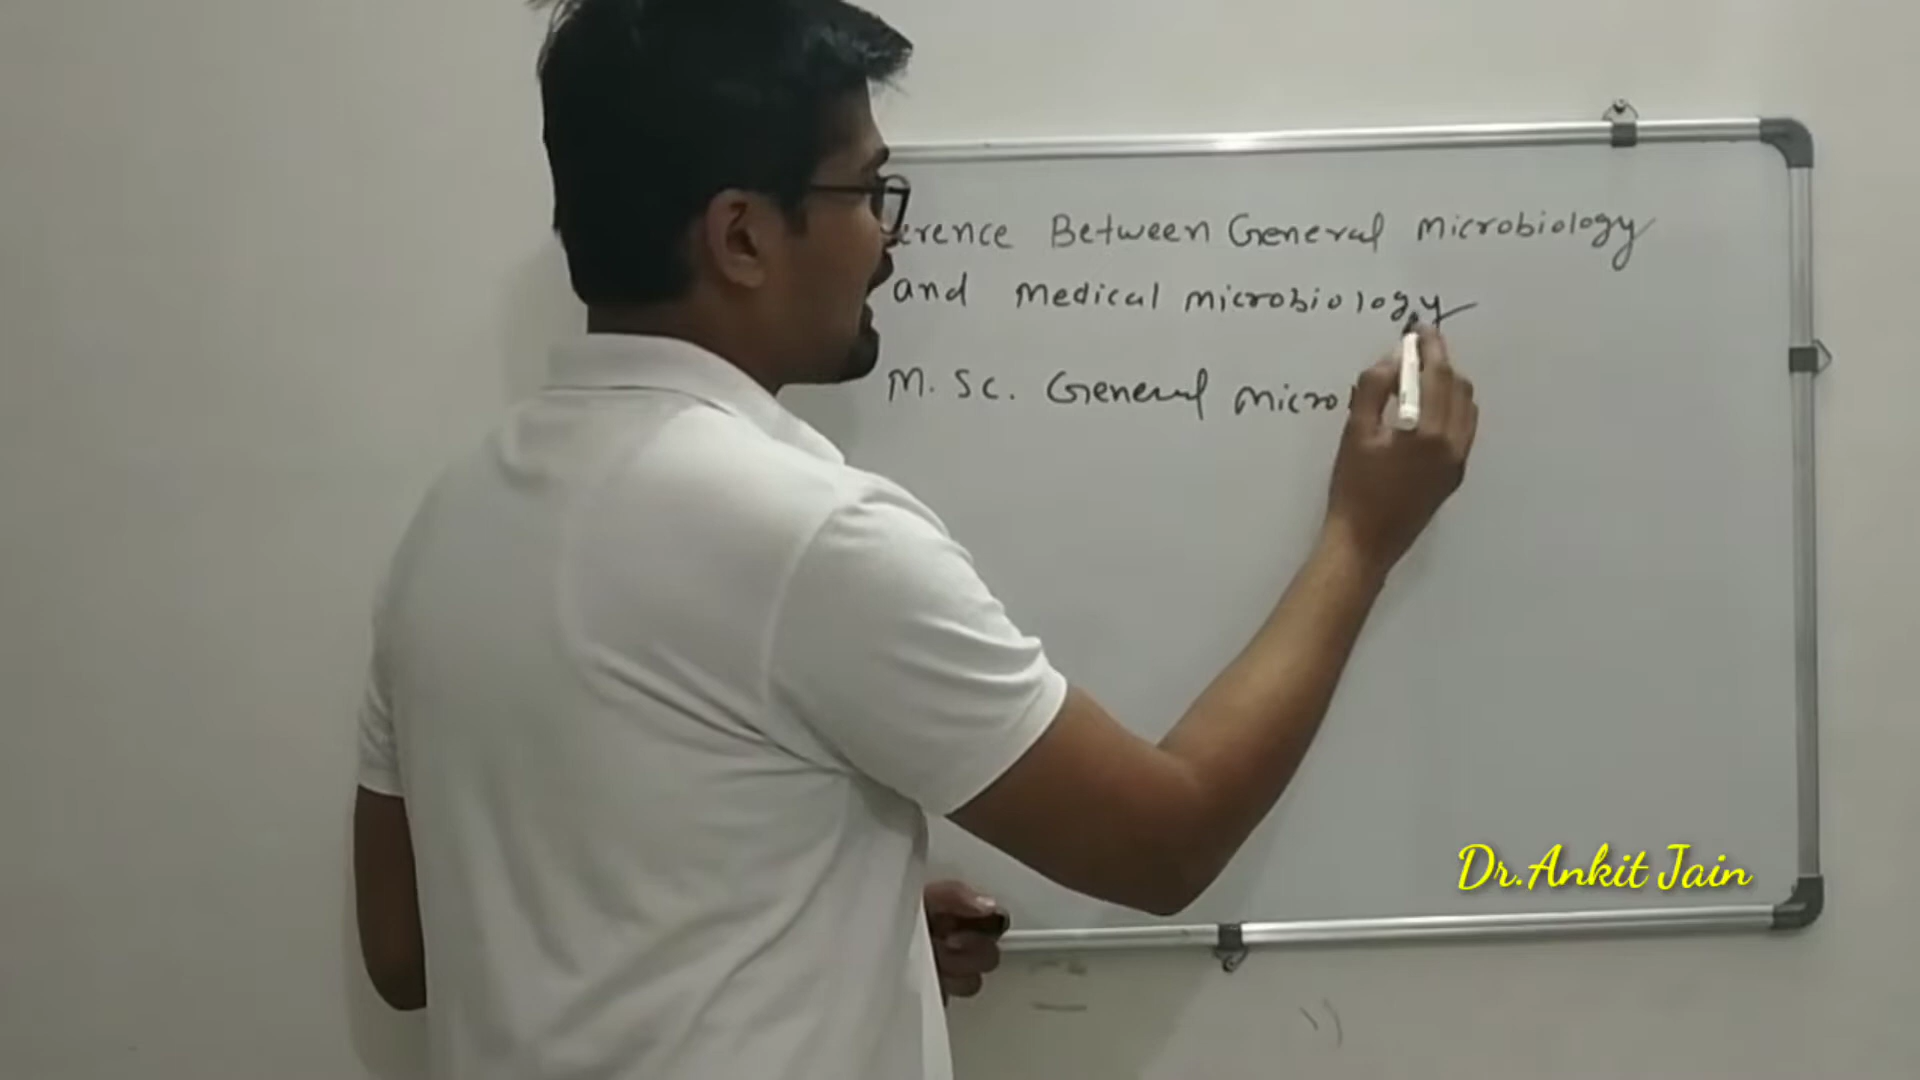 erence Between General microbiology
and medical microbiology
M. Sc. General micro
Dr.Ankit Jain